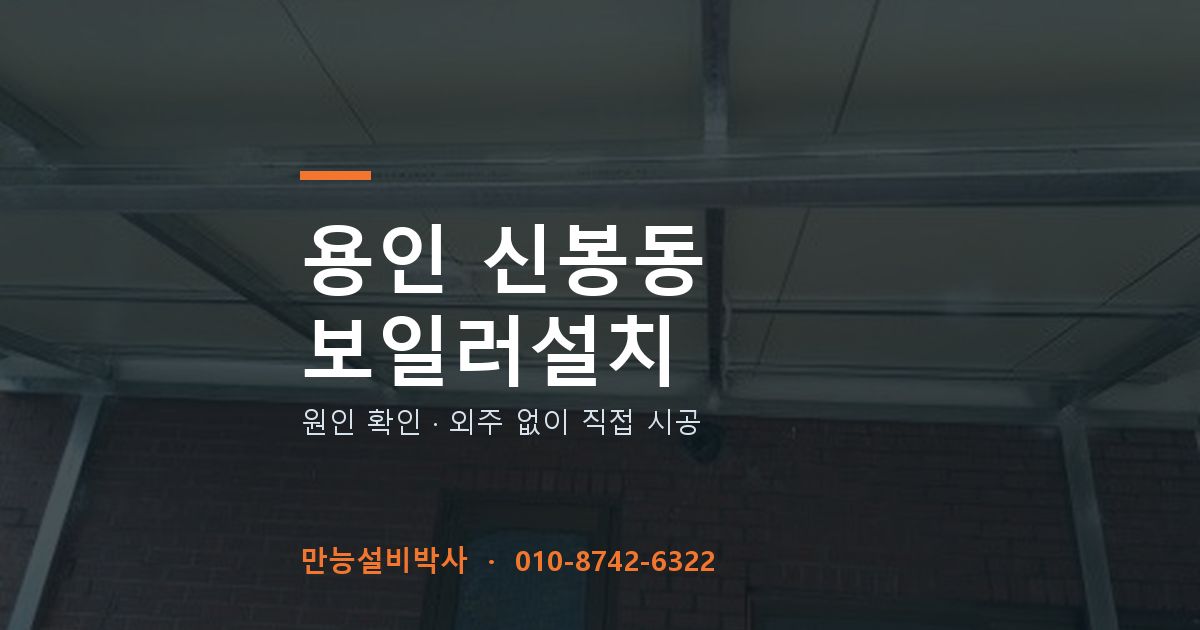 용인 신봉동
보일러설치
원인 확인 · 외주 없이 직접 시공
만능설비박사 · 010-8742-6322